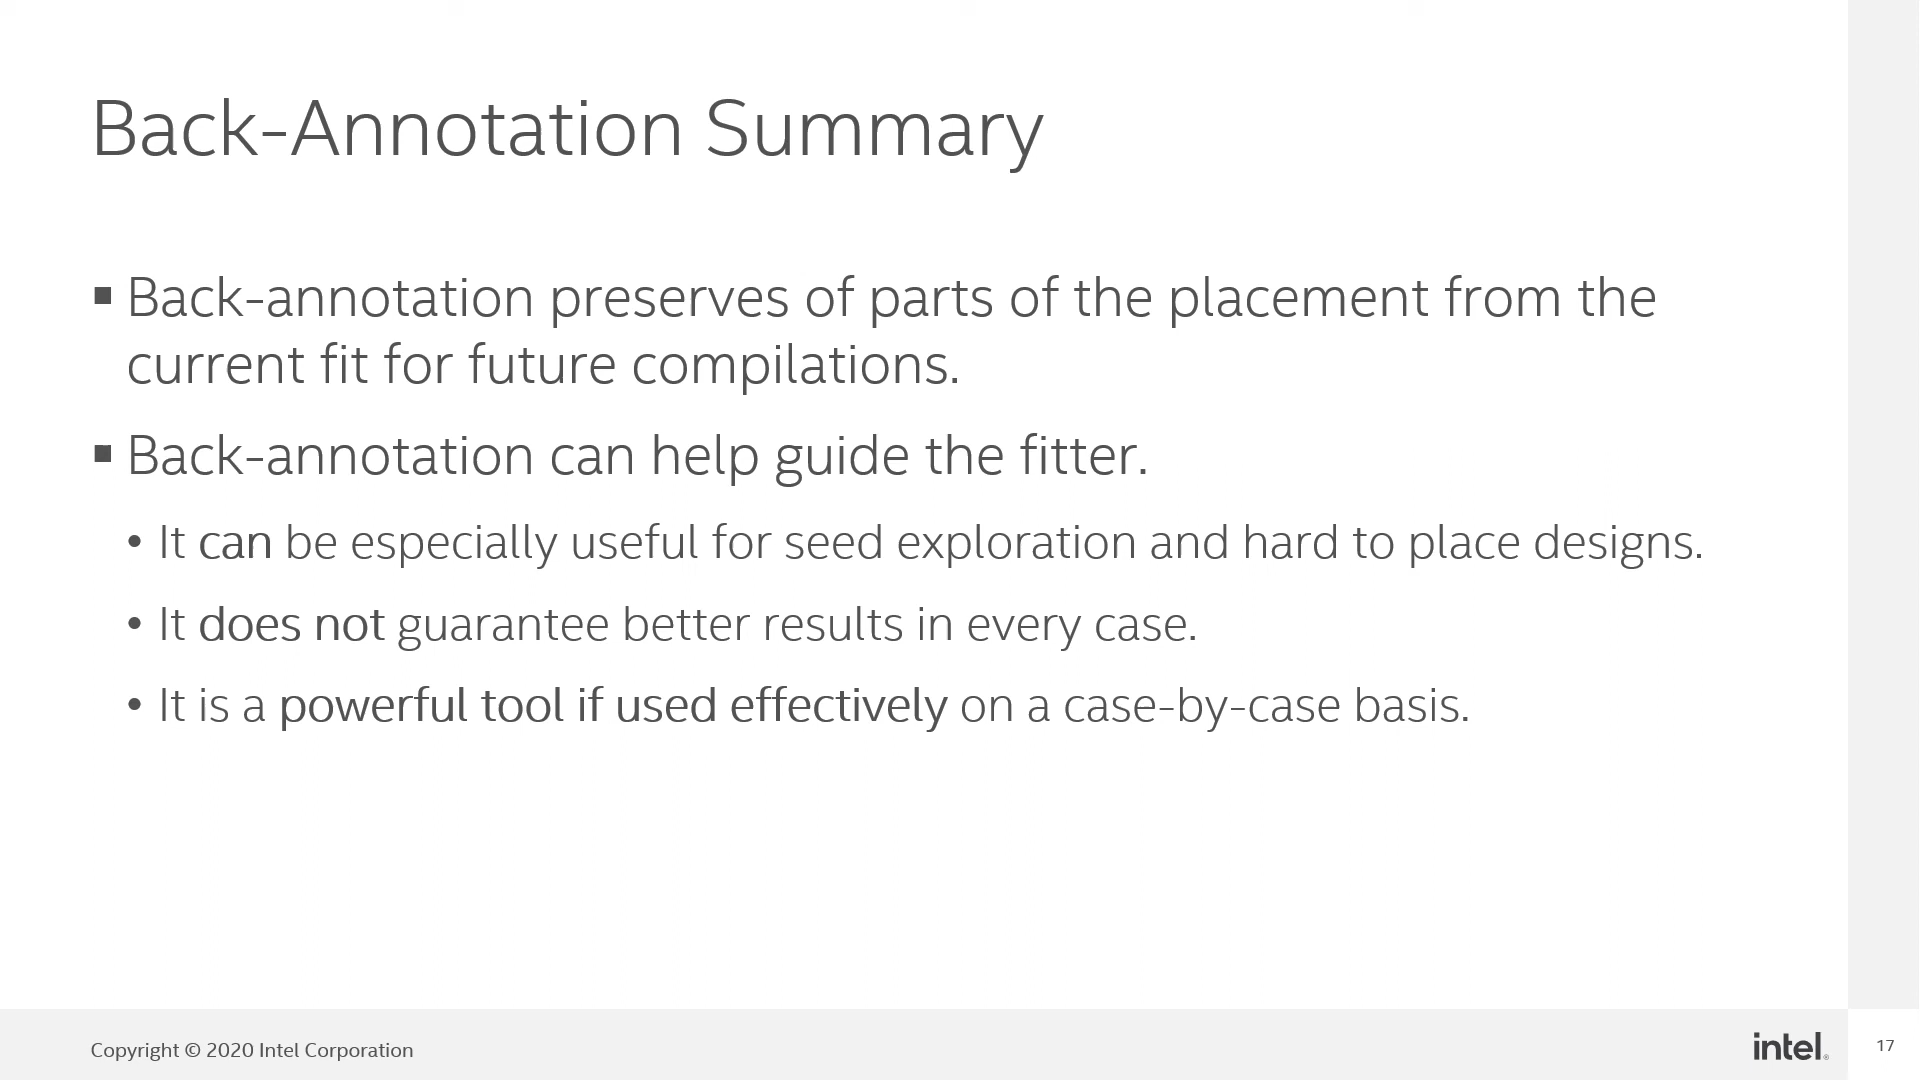 Back-Annotation Summary
▪ Back-annotation preserves of parts of the placement from the
current fit for future compilations.
▪ Back-annotation can help guide the fitter.
• It can be especially useful for seed exploration and hard to place designs.
• It does not guarantee better results in every case.
• It is a powerful tool if used effectively on a case-by-case basis.
Copyright © 2020 Intel Corporation
intel®
17